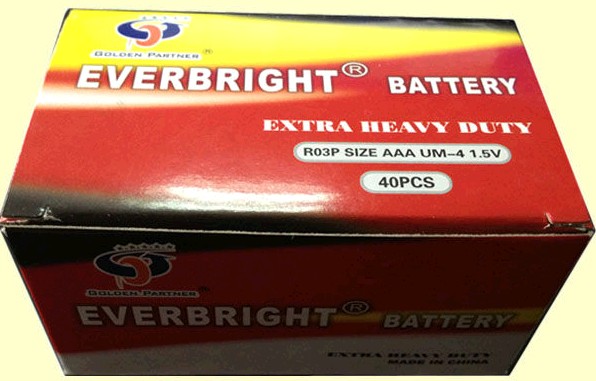 GOLDEN PARTNER ®
EVERBRIGHT® BATTERY
EXTRA HEAVY DUTY
R03P SIZE AAA UM-4 1.5V
40PCS
GOLDEN PARTNER ®
EVERBRIGHT® BATTERY
EXTRA HEAVY DUTY
MADE IN CHINA